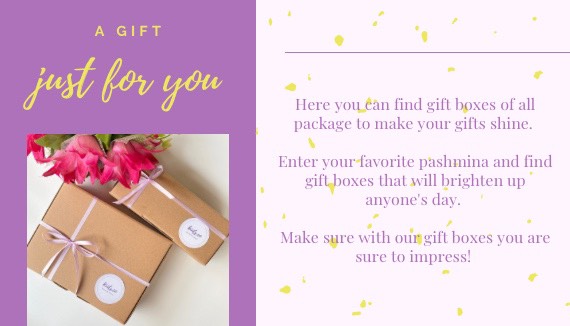 A GIFT
just for you
Here you can find gift boxes of all
package to make your gifts shine.
Enter your favorite pashmina and find
gift boxes that will brighten up
anyone's day.
Make sure with our gift boxes you are
sure to impress!